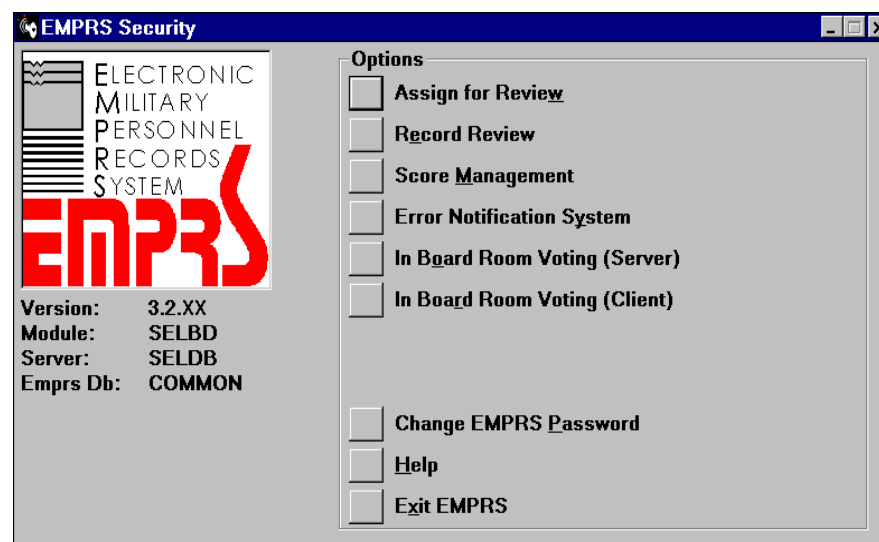 EMPRS Security
ELECTRONIC
MILITARY
PERSONNEL
RECORDS
SYSTEM
EMPRS
Version: 3.2.XX
Module: SELBD
Server: SELDB
Emprs Db: COMMON
Options
Assign for Review
Record Review
Score Management
Error Notification System
In Board Room Voting (Server)
In Board Room Voting (Client)
Change EMPRS Password
Help
Exit EMPRS